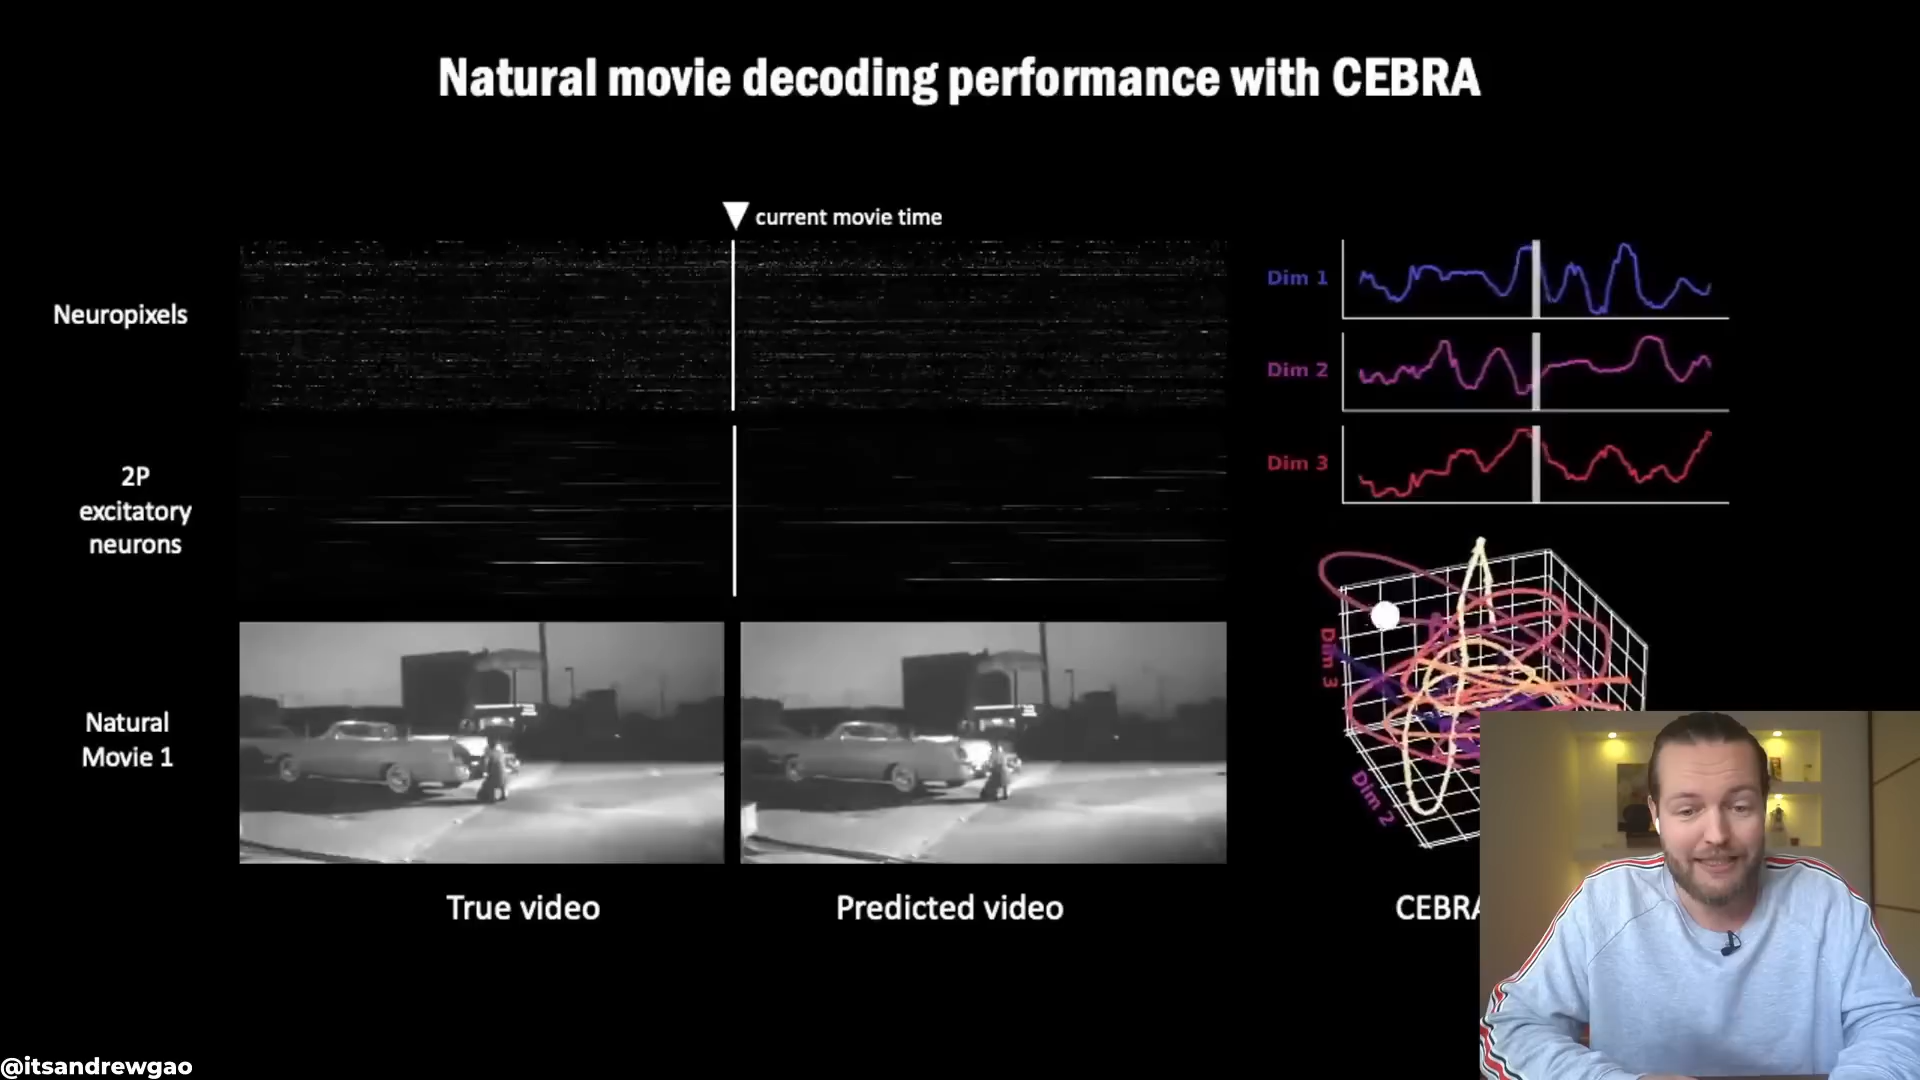 Natural movie decoding performance with CEBRA
current movie time
Neuropixels
2P
excitatory
neurons
Natural
Movie 1
Dim 1
Dim 2
Dim 3
Dim 3
Dim 2
True video
Predicted video
CEBRA
@itsandrewgao